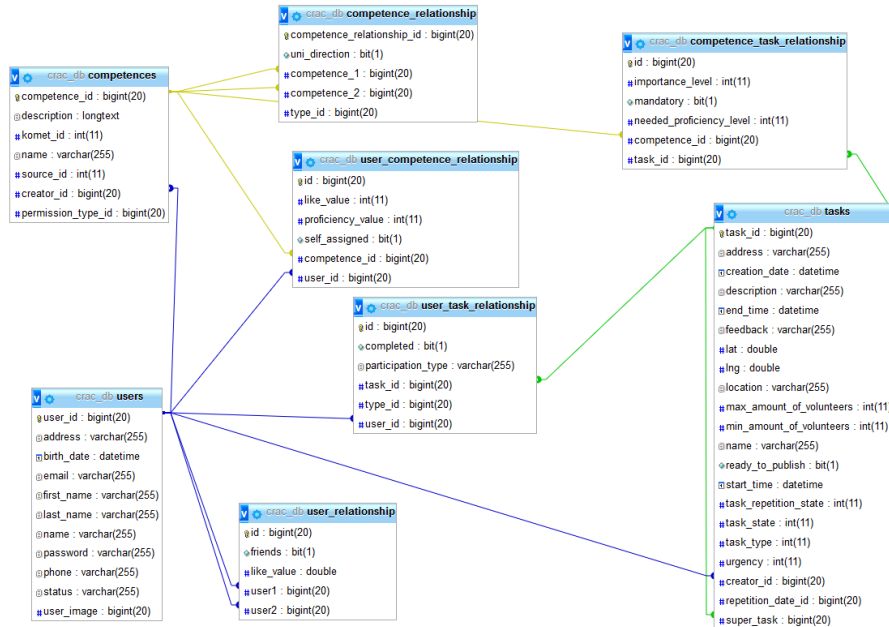 crac_db competence_relationship
competence_relationship_id : bigint(20)
uni_direction : bit(1)
competence_1 : bigint(20)
competence_2 : bigint(20)
type_id : bigint(20)
crac_db competence_task_relationship
id : bigint(20)
importance_level : int(11)
mandatory : bit(1)
needed_proficiency_level : int(11)
competence_id : bigint(20)
task_id : bigint(20)
crac_db competences
competence_id : bigint(20)
description : longtext
komet_id : int(11)
name : varchar(255)
source_id : int(11)
creator_id : bigint(20)
permission_type_id : bigint(20)
crac_db user_competence_relationship
id : bigint(20)
like_value : int(11)
proficiency_value : int(11)
self_assigned : bit(1)
competence_id : bigint(20)
user_id : bigint(20)
crac_db tasks
task_id : bigint(20)
address : varchar(255)
creation_date : datetime
description : varchar(255)
end_time : datetime
feedback : varchar(255)
lat : double
lng : double
location : varchar(255)
max_amount_of_volunteers : int(11)
min_amount_of_volunteers : int(11)
name : varchar(255)
ready_to_publish : bit(1)
start_time : datetime
task_repetition_state : int(11)
task_state : int(11)
task_type : int(11)
urgency : int(11)
creator_id : bigint(20)
repetition_date_id : bigint(20)
super_task : bigint(20)
crac_db user_task_relationship
id : bigint(20)
completed : bit(1)
participation_type : varchar(255)
task_id : bigint(20)
type_id : bigint(20)
user_id : bigint(20)
crac_db users
user_id : bigint(20)
address : varchar(255)
birth_date : datetime
email : varchar(255)
first_name : varchar(255)
last_name : varchar(255)
name : varchar(255)
password : varchar(255)
phone : varchar(255)
status : varchar(255)
user_image : bigint(20)
crac_db user_relationship
id : bigint(20)
friends : bit(1)
like_value : double
user1 : bigint(20)
user2 : bigint(20)